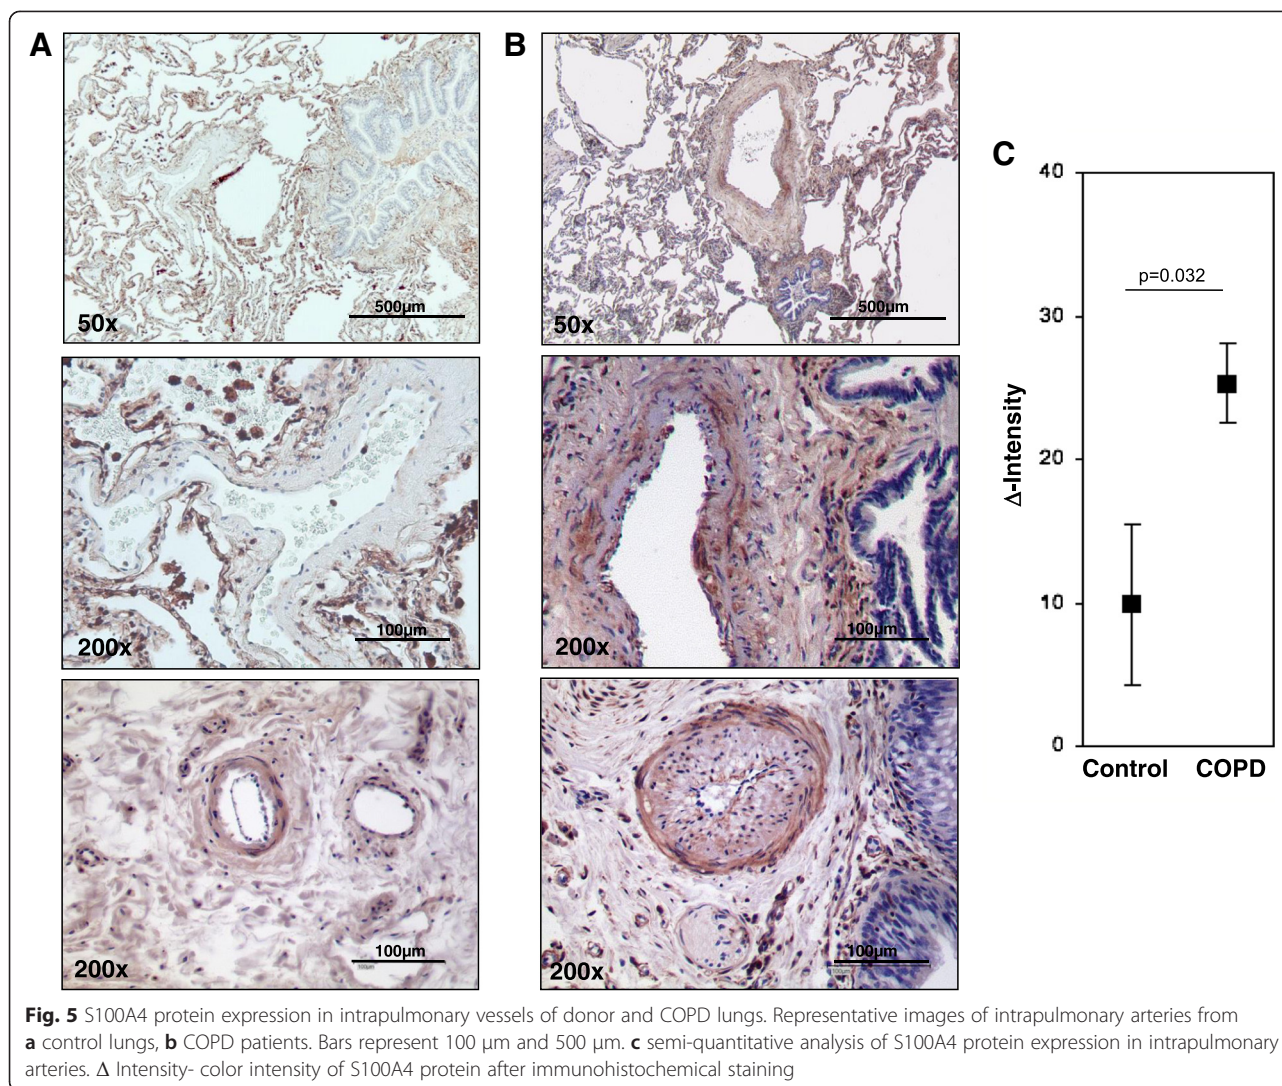 A
B
500µm
50x
500µm
50x
C
40
p=0.032
30
Δ-Intensity
20
10
0
Control COPD
100µm
200x
100µm
200x
100µm
200x
100µm
200x
Fig. 5 S100A4 protein expression in intrapulmonary vessels of donor and COPD lungs. Representative images of intrapulmonary arteries from
a control lungs, b COPD patients. Bars represent 100 µm and 500 µm. c semi-quantitative analysis of S100A4 protein expression in intrapulmonary
arteries. Δ Intensity- color intensity of S100A4 protein after immunohistochemical staining